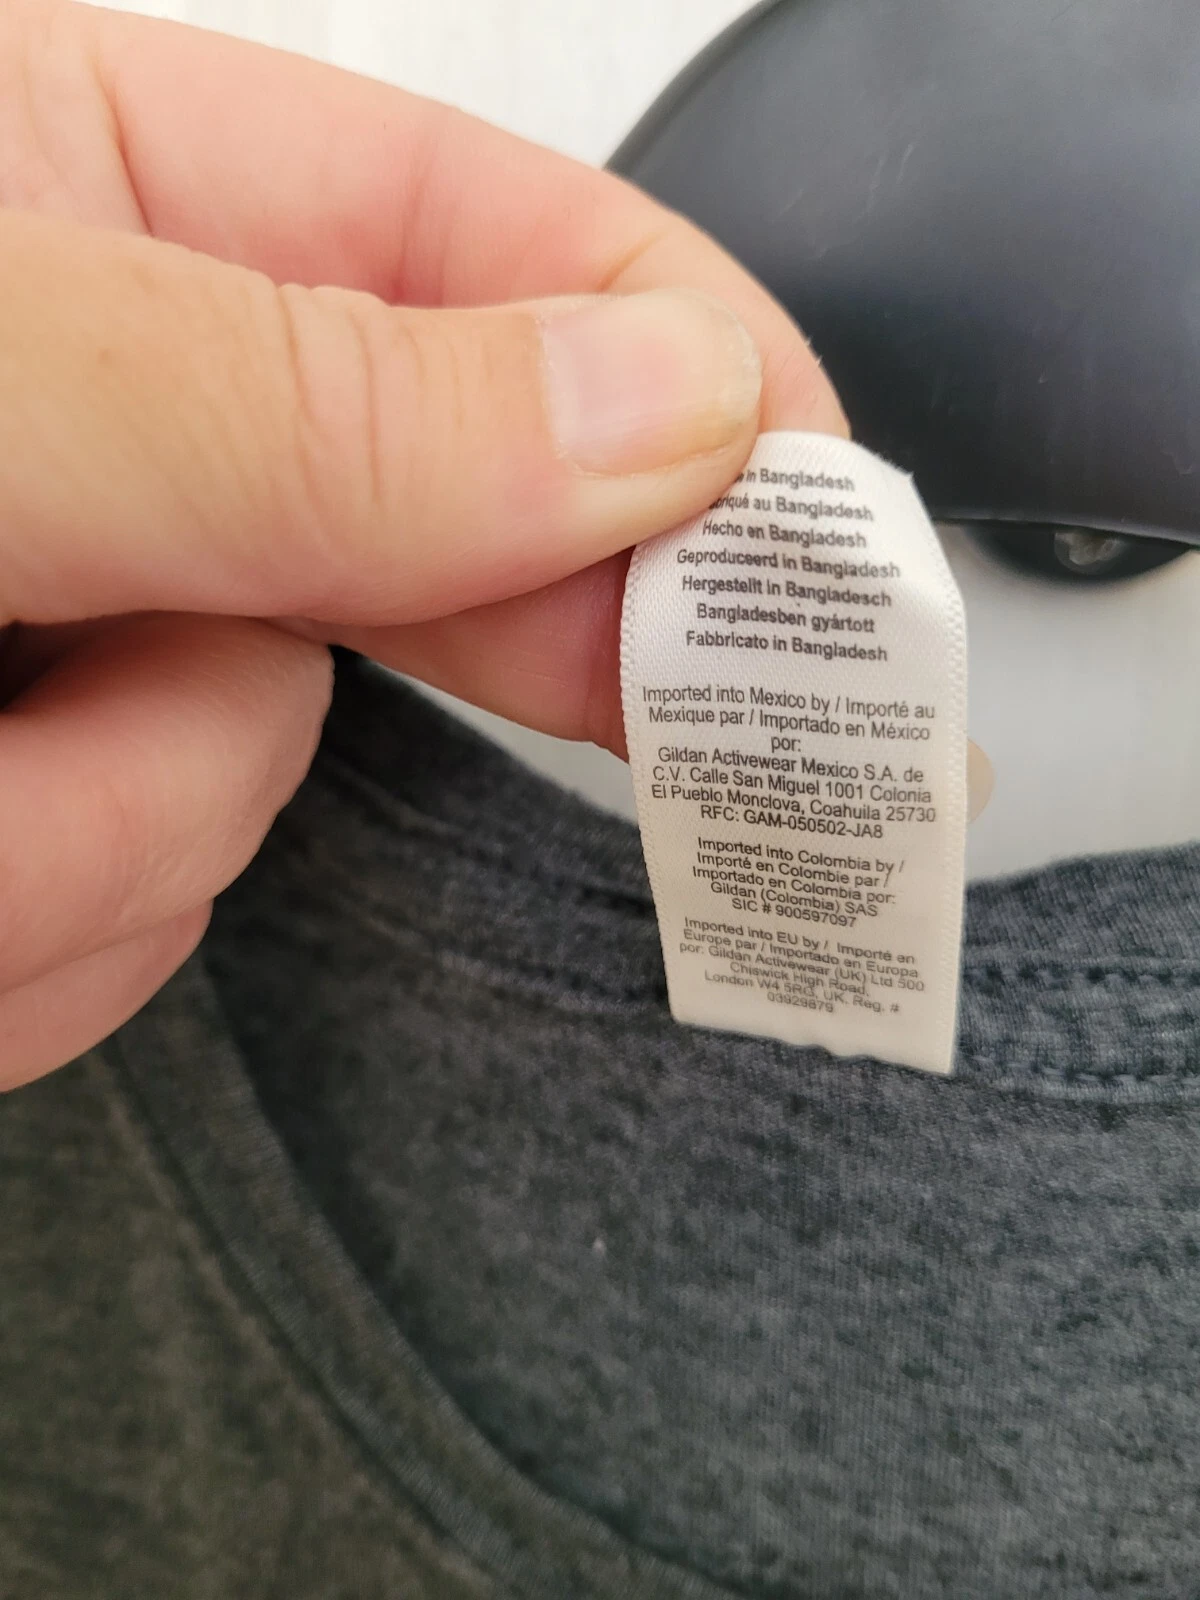 in Bangladesh
au Bangladesh
Hecho en Bangladesh
Geproduceerd in Bangladesh
Hergestellt in Bangladesch
Bangladesben gyártott
Fabbricato in Bangladesh
Imported into Mexico by / Importé au
Mexique par / Importado en México
por:
Gildan Activewear Mexico S.A. de
C.V. Calle San Miguel 1001 Colonia
El Pueblo Monclova, Coahuila 25730
RFC: GAM-050502-JA8
Imported into Colombia by /
Importé en Colombie par /
Importado en Colombia por:
Gildan (Colombia) SAS
SIC # 900597097
Imported into EU by / Importé en
Europe par / Importado en Europa
por: Gildan Activewear (UK) Ltd 500
Chiswick High Road,
London W4 5RG, UK. Reg. #
03929879